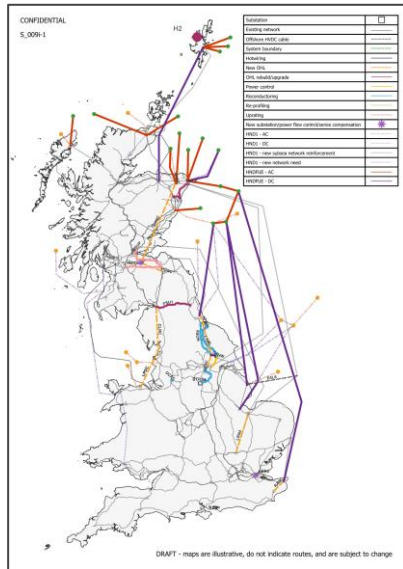 CONFIDENTIAL
S_009i-1
H2
Substation
Existing network
Offshore HVDC cable
System boundary
Hotwiring
New OHL
OHL rebuild/upgrade
Power control
Reconductoring
Re-profiling
Uprating
New substation/power flow control/series compensation
HND1 - AC
HND1 - DC
HND1 - new subsea network reinforcement
HND1 - new network need
HNDFUE - AC
HNDFUE - DC
DRAFT - maps are illustrative, do not indicate routes, and are subject to change